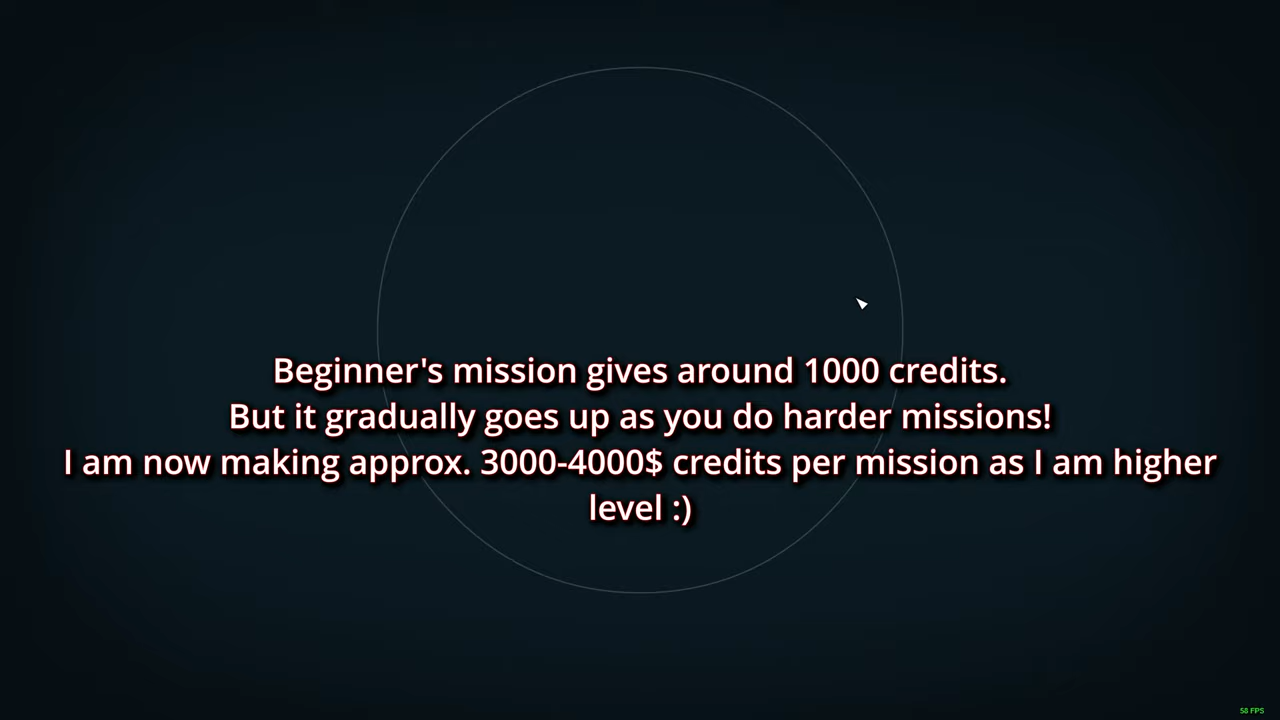 Beginner's mission gives around 1000 credits.
But it gradually goes up as you do harder missions!
I am now making approx. 3000-4000$ credits per mission as I am higher
level :)
58 FPS